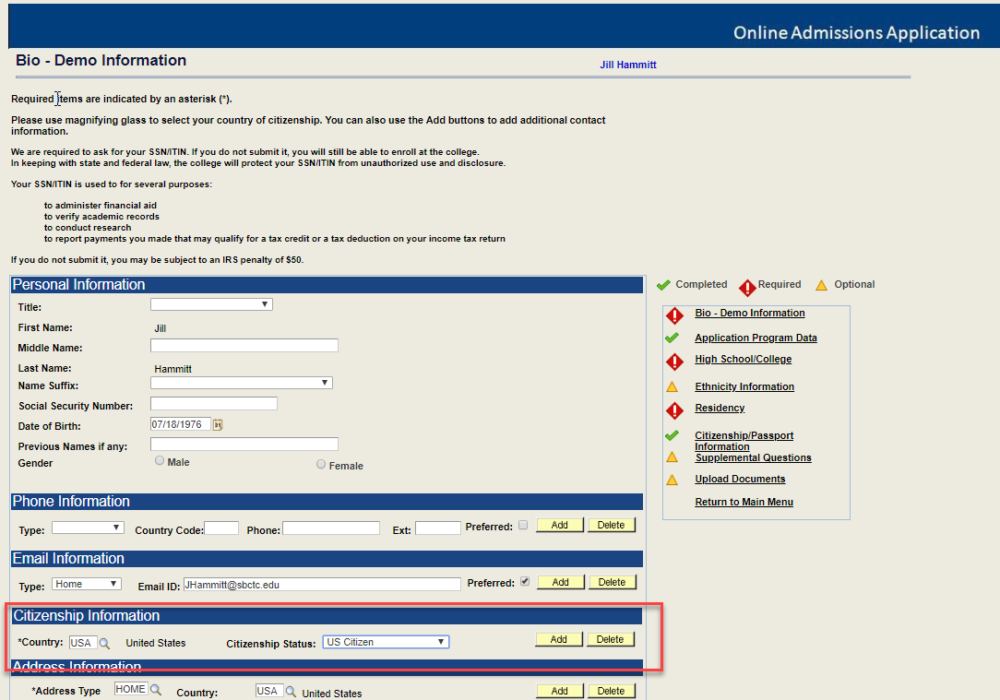 Online Admissions Application
Bio - Demo Information
Jill Hammitt
Required items are indicated by an asterisk (*).
Please use magnifying glass to select your country of citizenship. You can also use the Add buttons to add additional contact
information.
We are required to ask for your SSN/ITIN. If you do not submit it, you will still be able to enroll at the college.
In keeping with state and federal law, the college will protect your SSN/ITIN from unauthorized use and disclosure.
Your SSN/ITIN is used to for several purposes:
to administer financial aid
to verify academic records
to conduct research
to report payments you made that may qualify for a tax credit or a tax deduction on your income tax return
If you do not submit it, you may be subject to an IRS penalty of $50.
Personal Information
Title:
First Name: Jill
Middle Name:
Last Name: Hammitt
Name Suffix:
Social Security Number:
Date of Birth: 07/18/1976
Previous Names if any:
Gender Male Female
Phone Information
Type: Country Code: Phone: Ext: Preferred: Add Delete
Email Information
Type: Home Email ID: JHammitt@sbctc.edu Preferred: Add Delete
Citizenship Information
*Country: USA United States Citizenship Status: US Citizen Add Delete
Address Information
*Address Type HOME Country: USA United States Add Delete
Completed Required Optional
Bio - Demo Information
Application Program Data
High School/College
Ethnicity Information
Residency
Citizenship/Passport
Information
Supplemental Questions
Upload Documents
Return to Main Menu